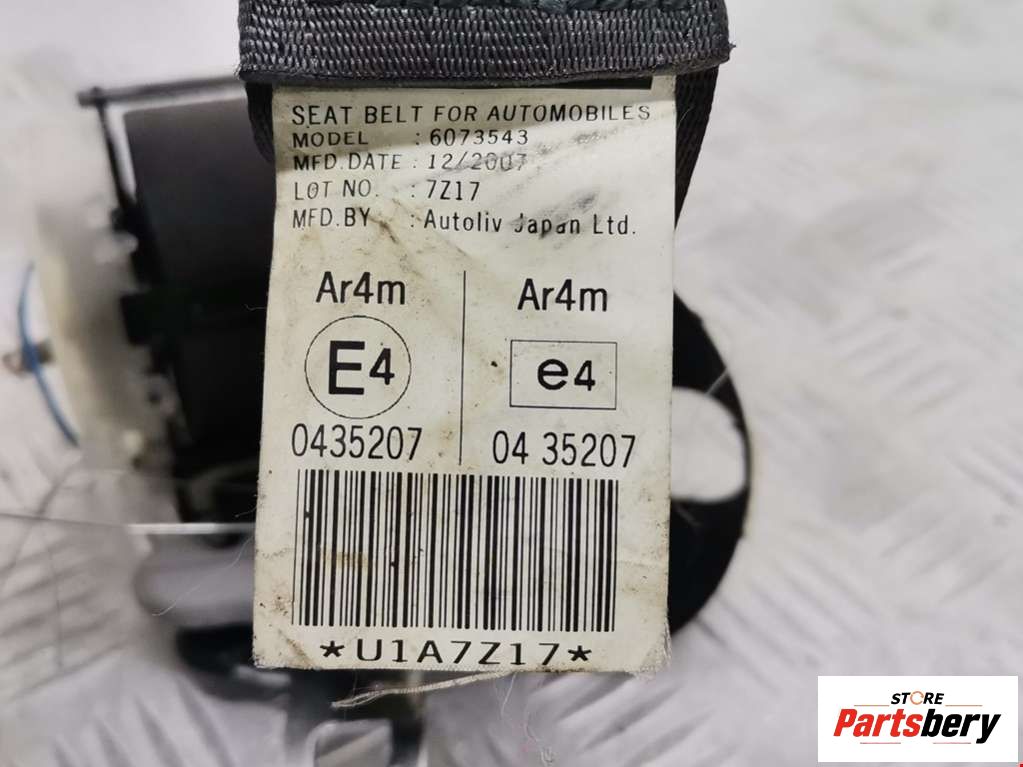 SEAT BELT FOR AUTOMOBILES
MODEL : 6073543
MFD.DATE : 12/2007
LOT NO. : 7Z17
MFD.BY : Autoliv Japan Ltd.
Ar4m Ar4m
E4 e4
0435207 04 35207
*U1A7Z17*
STORE
Partsbery